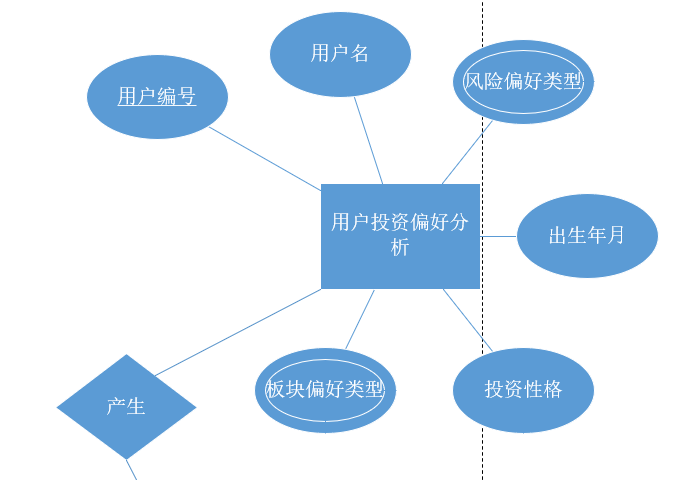 用户名
风险偏好类型
用户编号
用户投资偏好分
析
出生年月
板块偏好类型
投资性格
产生